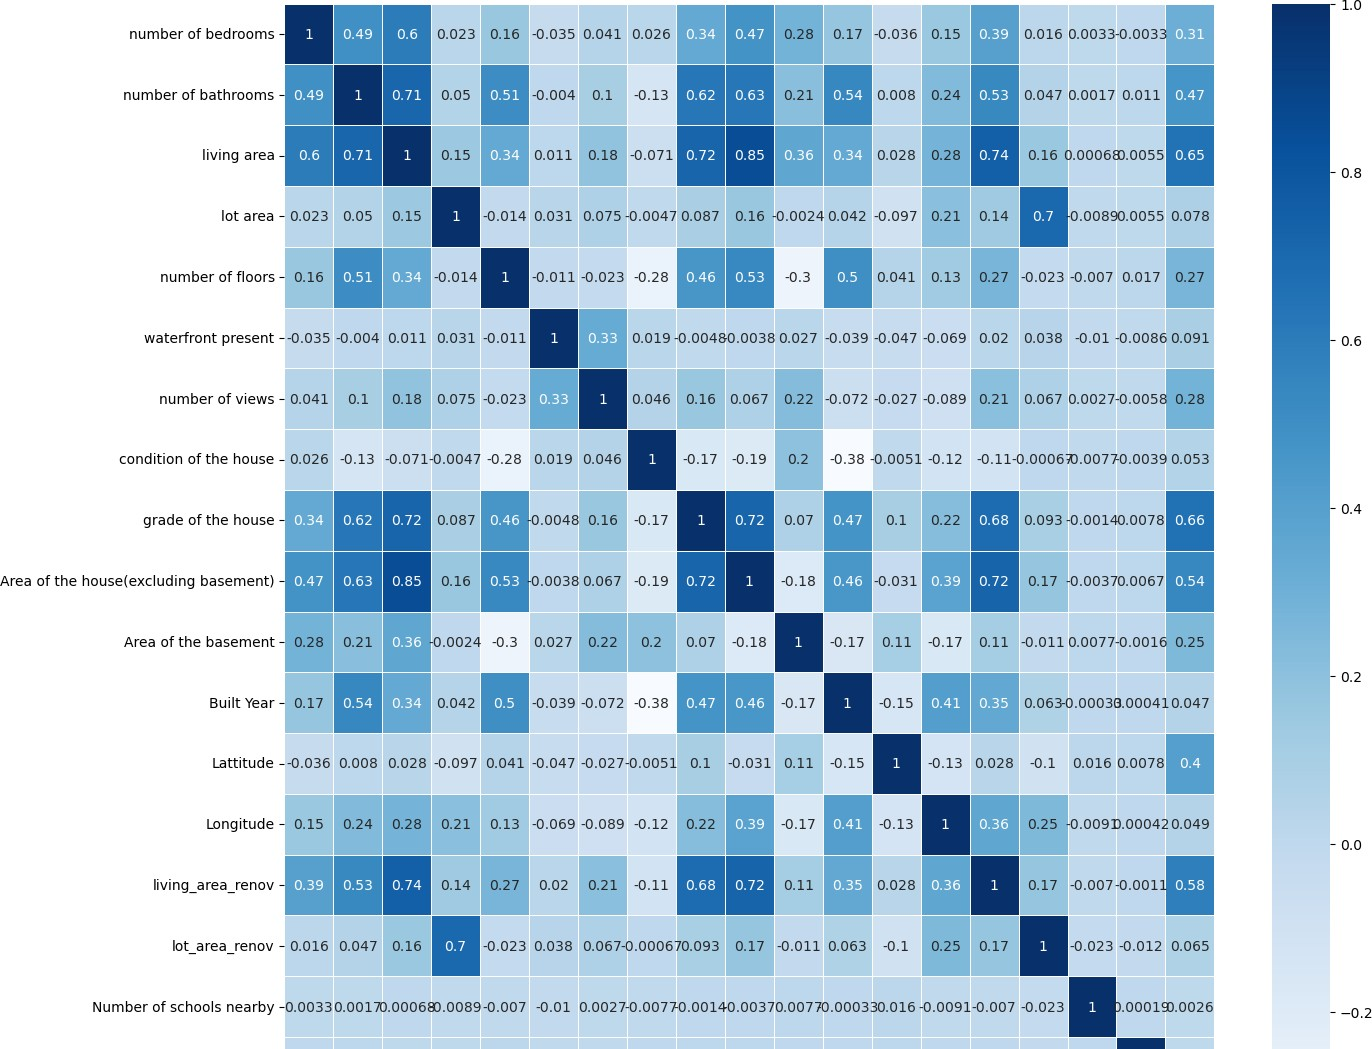 number of bedrooms 1 0.49 0.6 0.023 0.16 -0.035 0.041 0.026 0.34 0.47 0.28 0.17 -0.036 0.15 0.39 0.016 0.0033 -0.0033 0.31
number of bathrooms 0.49 1 0.71 0.05 0.51 -0.004 0.1 -0.13 0.62 0.63 0.21 0.54 0.008 0.24 0.53 0.047 0.0017 0.011 0.47
living area 0.6 0.71 1 0.15 0.34 0.011 0.18 -0.071 0.72 0.85 0.36 0.34 0.028 0.28 0.74 0.16 0.00068 0.0055 0.65
lot area 0.023 0.05 0.15 1 -0.014 0.031 0.075 -0.0047 0.087 0.16 -0.0024 0.042 -0.097 0.21 0.14 0.7 -0.0089 0.0055 0.078
number of floors 0.16 0.51 0.34 -0.014 1 -0.011 -0.023 -0.28 0.46 0.53 -0.3 0.5 0.041 0.13 0.27 -0.023 -0.007 0.017 0.27
waterfront present -0.035 -0.004 0.011 0.031 -0.011 1 0.33 0.019 -0.0048 -0.0038 0.027 -0.039 -0.047 -0.069 0.02 0.038 -0.01 -0.0086 0.091
number of views 0.041 0.1 0.18 0.075 -0.023 0.33 1 0.046 0.16 0.067 0.22 -0.072 -0.027 -0.089 0.21 0.067 0.0027 -0.0058 0.28
condition of the house 0.026 -0.13 -0.071 -0.0047 -0.28 0.019 0.046 1 -0.17 -0.19 0.2 -0.38 -0.0051 -0.12 -0.11 -0.00067 -0.0077 -0.0039 0.053
grade of the house 0.34 0.62 0.72 0.087 0.46 -0.0048 0.16 -0.17 1 0.72 0.07 0.47 0.1 0.22 0.68 0.093 -0.0014 0.0078 0.66
Area of the house(excluding basement) 0.47 0.63 0.85 0.16 0.53 -0.0038 0.067 -0.19 0.72 1 -0.18 0.46 -0.031 0.39 0.72 0.17 -0.0037 0.0067 0.54
Area of the basement 0.28 0.21 0.36 -0.0024 -0.3 0.027 0.22 0.2 0.07 -0.18 1 -0.17 0.11 -0.17 0.11 -0.011 0.0077 -0.0016 0.25
Built Year 0.17 0.54 0.34 0.042 0.5 -0.039 -0.072 -0.38 0.47 0.46 -0.17 1 -0.15 0.41 0.35 0.063 -0.00033 0.00041 0.047
Lattitude -0.036 0.008 0.028 -0.097 0.041 -0.047 -0.027 -0.0051 0.1 -0.031 0.11 -0.15 1 -0.13 0.028 -0.1 0.016 0.0078 0.4
Longitude 0.15 0.24 0.28 0.21 0.13 -0.069 -0.089 -0.12 0.22 0.39 -0.17 0.41 -0.13 1 0.36 0.25 -0.0091 0.00042 0.049
living_area_renov 0.39 0.53 0.74 0.14 0.27 0.02 0.21 -0.11 0.68 0.72 0.11 0.35 0.028 0.36 1 0.17 -0.007 -0.0011 0.58
lot_area_renov 0.016 0.047 0.16 0.7 -0.023 0.038 0.067 -0.00067 0.093 0.17 -0.011 0.063 -0.1 0.25 0.17 1 -0.023 -0.012 0.065
Number of schools nearby 0.0033 0.0017 0.00068 -0.0089 -0.007 -0.01 0.0027 -0.0077 -0.0014 -0.0037 0.0077 -0.00033 0.016 -0.0091 -0.007 -0.023 1 0.00019 0.0026
1.0
0.8
0.6
0.4
0.2
0.0
−0.2